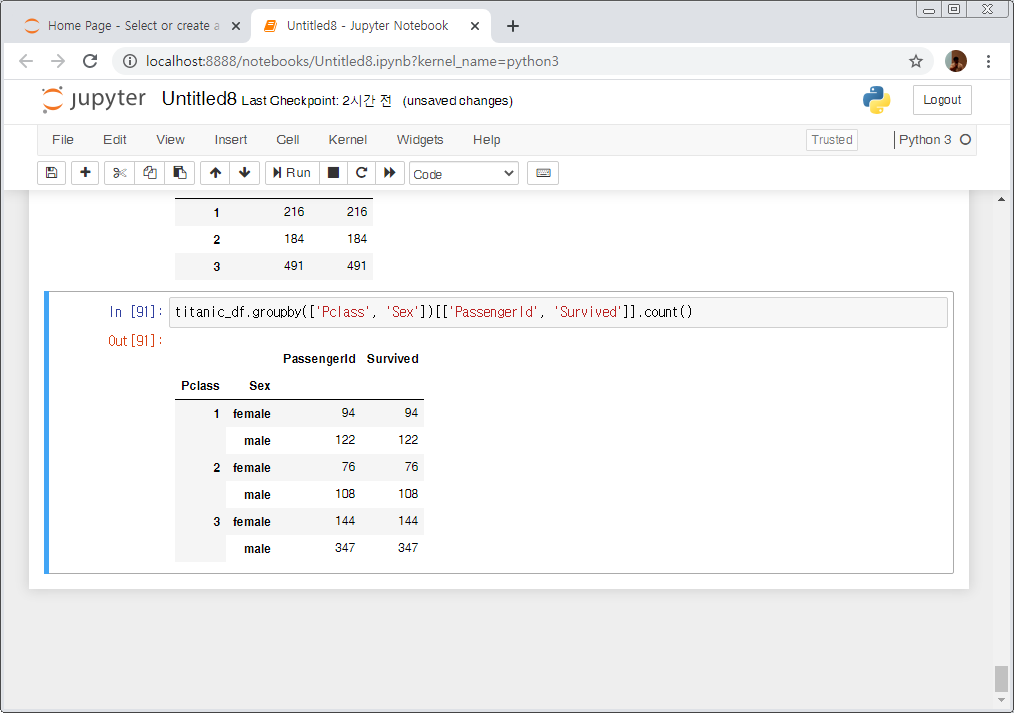 Home Page - Select or create a
Untitled8 - Jupyter Notebook
localhost:8888/notebooks/Untitled8.ipynb?kernel_name=python3
jupyter Untitled8 Last Checkpoint: 2시간 전 (unsaved changes)
Logout
File Edit View Insert Cell Kernel Widgets Help Trusted Python 3
Run Code
1 216 216
2 184 184
3 491 491
In [91]: titanic_df.groupby(['Pclass', 'Sex'])[['PassengerId', 'Survived']].count()
Out[91]:
PassengerId Survived
Pclass Sex
1 female 94 94
male 122 122
2 female 76 76
male 108 108
3 female 144 144
male 347 347